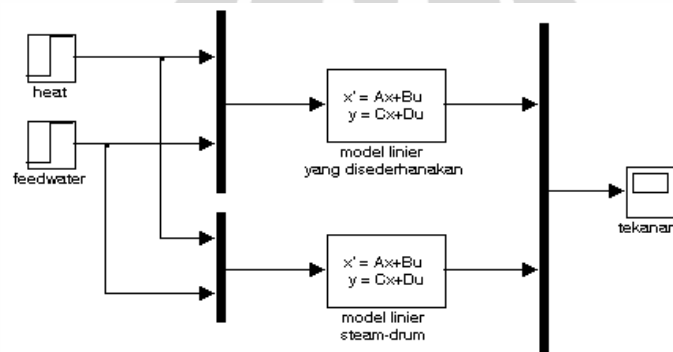 heat
feedwater
x' = Ax+Bu
y = Cx+Du
model linier
yang disederhanakan
tekanan
x' = Ax+Bu
y = Cx+Du
model linier
steam-drum